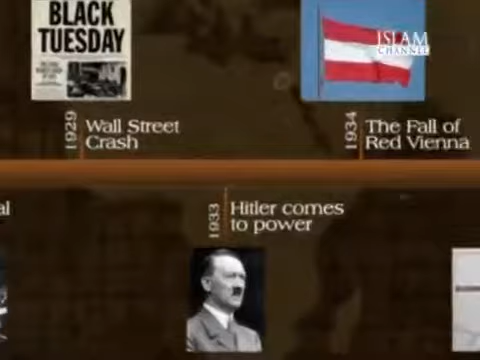 BLACK
TUESDAY
ISLAM
CHANNEL
1929
Wall Street
Crash
1934
The Fall of
Red Vienna
al
1933
Hitler comes
to power